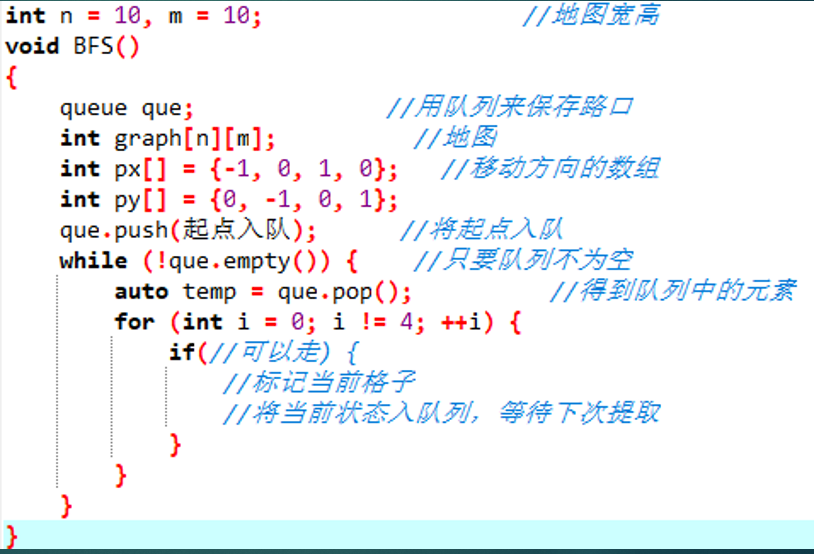 int n = 10, m = 10; //地图宽高
void BFS()
{
queue que; //用队列来保存路口
int graph[n][m]; //地图
int px[] = {-1, 0, 1, 0}; //移动方向的数组
int py[] = {0, -1, 0, 1};
que.push(起点入队); //将起点入队
while (!que.empty()) { //只要队列不为空
auto temp = que.pop(); //得到队列中的元素
for (int i = 0; i != 4; ++i) {
if(//可以走) {
//标记当前格子
//将当前状态入队列，等待下次提取
}
}
}
}